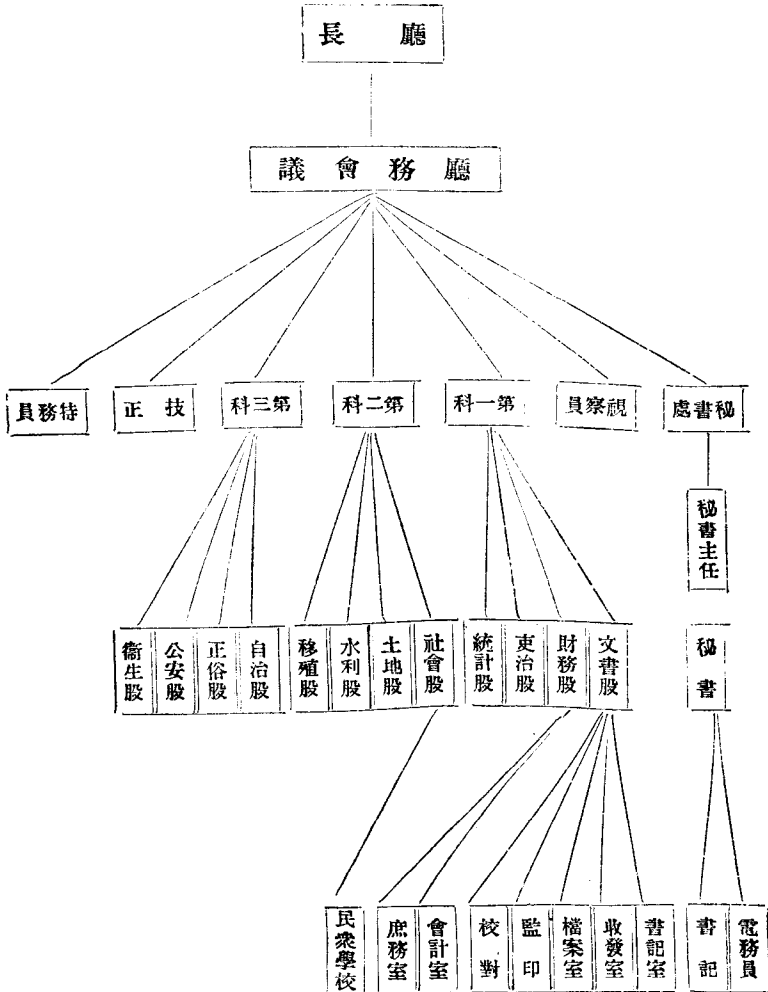 廳長
廳務會議
秘書處
視察員
第一科
第二科
第三科
技正
特務員
秘書主任
秘書
文書股
財務股
吏治股
統計股
社會股
土地股
水利股
移殖股
自治股
正俗股
公安股
衞生股
電務員
書記
書記室
收發室
檔案室
監印
校對
會計室
庶務室
民衆學校